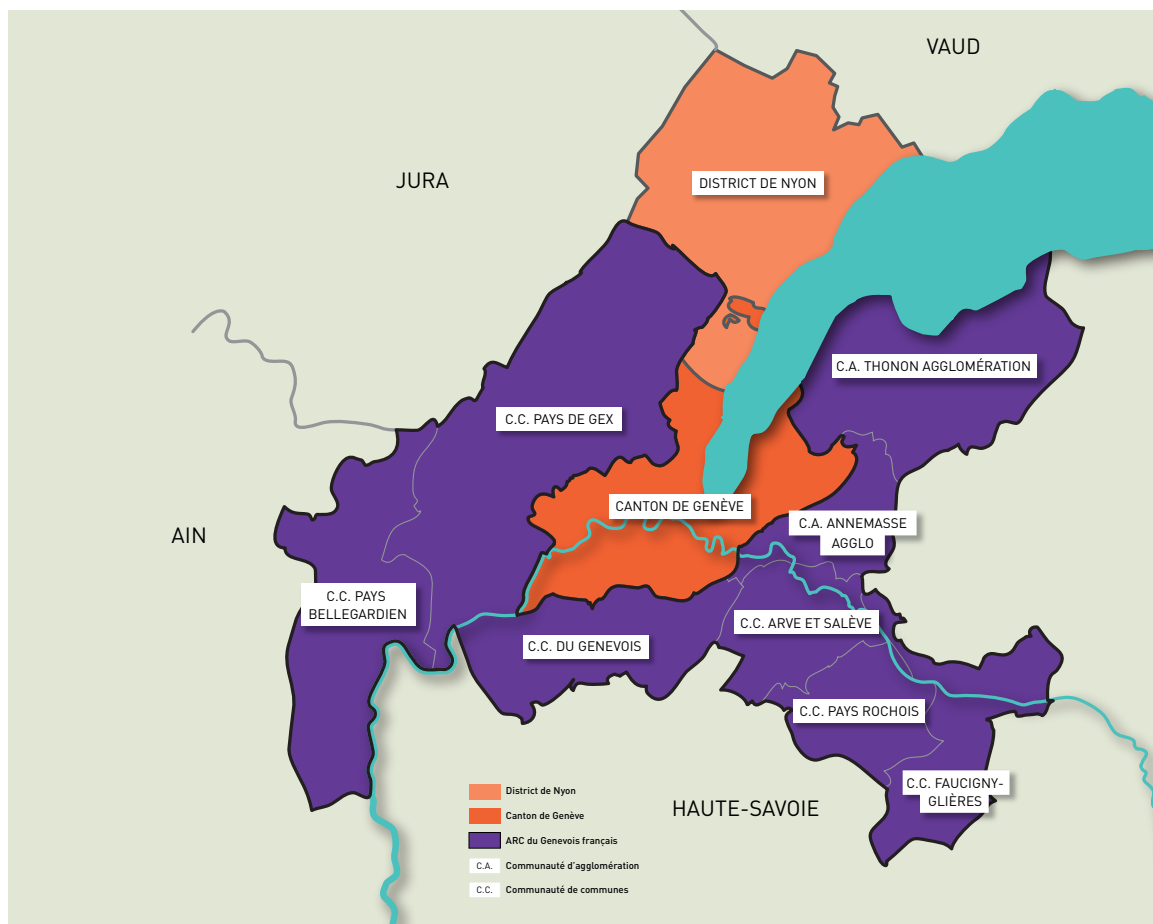 VAUD
JURA
DISTRICT DE NYON
C.A. THONON AGGLOMÉRATION
C.C. PAYS DE GEX
CANTON DE GENÈVE
AIN
C.A. ANNEMASSE
AGGLO
C.C. PAYS
BELLEGARDIEN
C.C. ARVE ET SALÈVE
C.C. DU GENEVOIS
C.C. PAYS ROCHOIS
C.C. FAUCIGNY-
GLIÈRES
HAUTE-SAVOIE
District de Nyon
Canton de Genève
ARC du Genevois français
C.A. Communauté d'agglomération
C.C. Communauté de communes